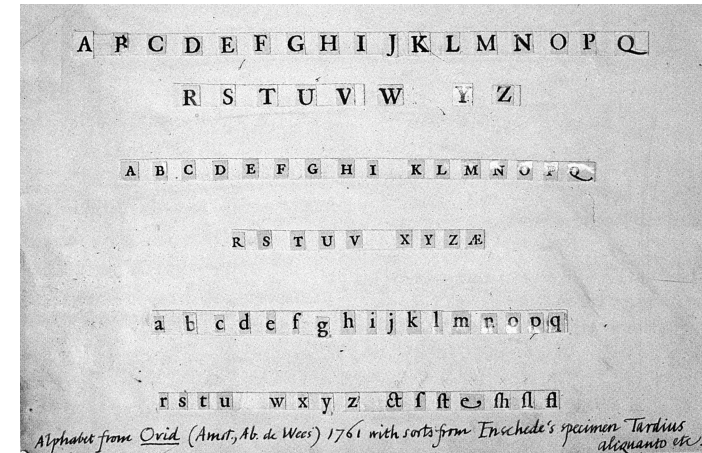 A B C D E F G H I J K L M N O P Q
R S T U V W Y Z
A B C D E F G H I K L M N O P Q
R S T U V X Y Z Æ
a b c d e f g h i j k l m n o p q
r s t u w x y z & ſ ſt e ſh ſl fl
Alphabet from Ovid (Amst., Ab. de Wees) 1761 with sorts from Enschede's specimen Tardius
aliquanto etc.